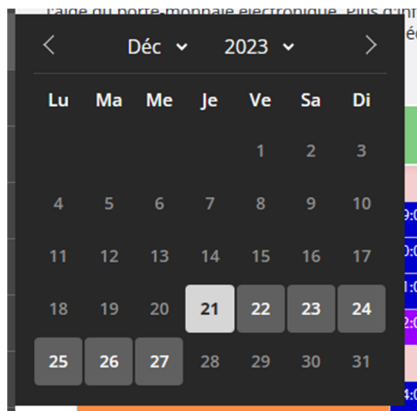 l'aide du porte-monnaie électronique. Plus d'inf
Déc 2023
Lu Ma Me Je Ve Sa Di
1 2 3
4 5 6 7 8 9 10
11 12 13 14 15 16 17
18 19 20 21 22 23 24
25 26 27 28 29 30 31